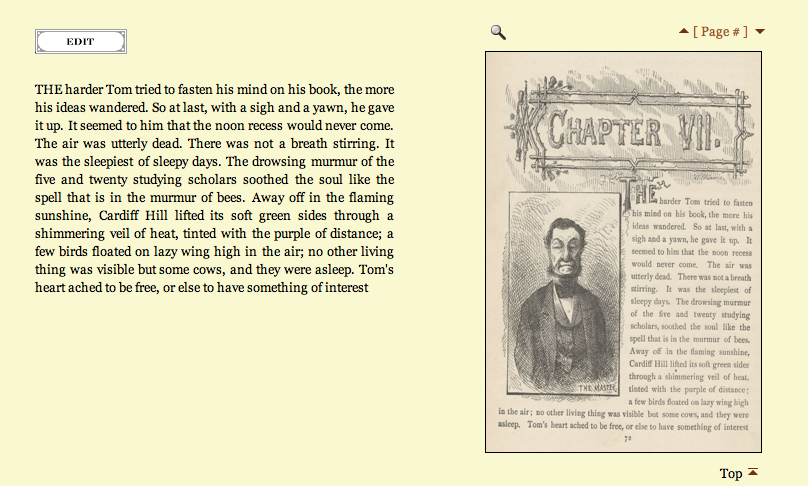 EDIT
[ Page # ]
THE harder Tom tried to fasten his mind on his book, the more
his ideas wandered. So at last, with a sigh and a yawn, he gave
it up. It seemed to him that the noon recess would never come.
The air was utterly dead. There was not a breath stirring. It
was the sleepiest of sleepy days. The drowsing murmur of the
five and twenty studying scholars soothed the soul like the
spell that is in the murmur of bees. Away off in the flaming
sunshine, Cardiff Hill lifted its soft green sides through a
shimmering veil of heat, tinted with the purple of distance; a
few birds floated on lazy wing high in the air; no other living
thing was visible but some cows, and they were asleep. Tom's
heart ached to be free, or else to have something of interest
CHAPTER VII.
THE harder Tom tried to fasten
his mind on his book, the more his
ideas wandered. So at last, with a
sigh and a yawn, he gave it up. It
seemed to him that the noon recess
would never come. The air was
utterly dead. There was not a breath
stirring. It was the sleepiest of
sleepy days. The drowsing murmur
of the five and twenty studying
scholars, soothed the soul like the
spell that is in the murmur of bees.
Away off in the flaming sunshine,
Cardiff Hill lifted its soft green sides
through a shimmering veil of heat,
tinted with the purple of distance;
a few birds floated on lazy wing high
in the air; no other living thing was visible but some cows, and they were
asleep. Tom's heart ached to be free, or else to have something of interest
THE MASTER
Top